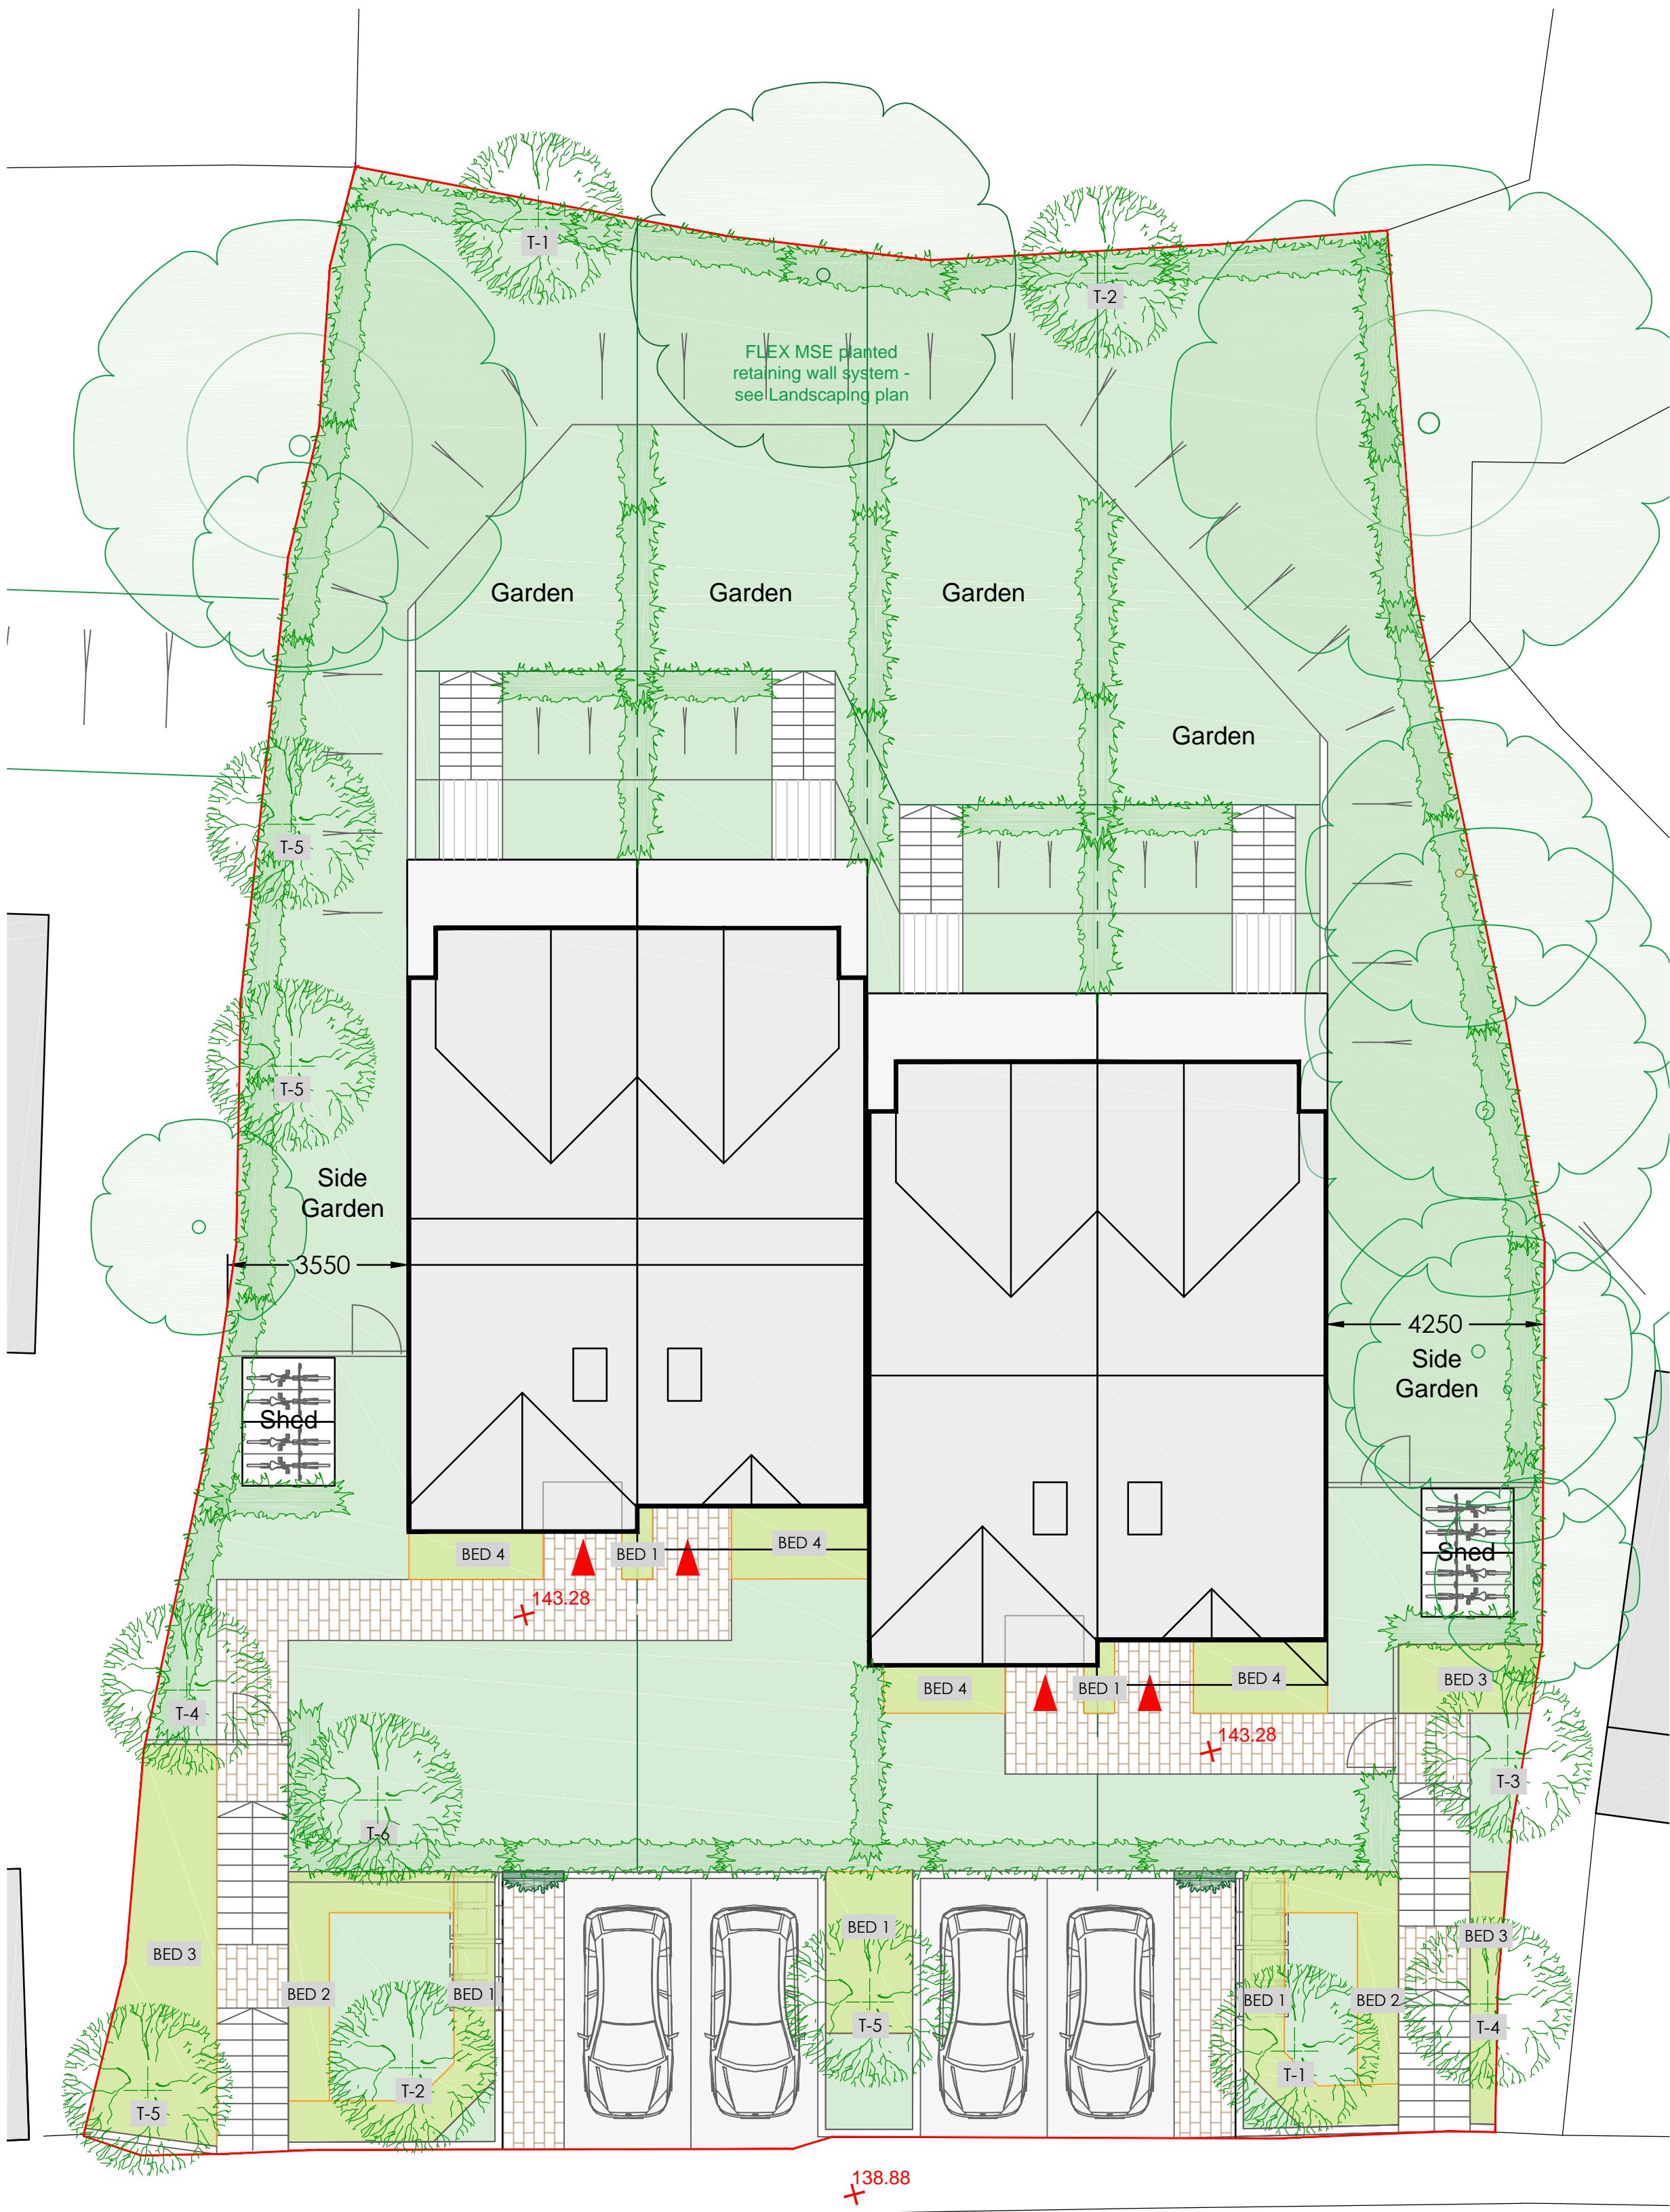 T-1
T-2
FLEX MSE planted
retaining wall system -
see Landscaping plan
Garden
Garden
Garden
Garden
T-5
T-5
Side
Garden
3550
4250
Side
Garden
Shed
Shed
BED 4
BED 1
BED 4
143.28
BED 4
BED 1
BED 4
BED 3
143.28
T-4
T-3
T-6
BED 3
BED 2
BED 1
BED 1
BED 1
BED 2
BED 3
T-5
T-2
T-5
T-1
T-4
138.88